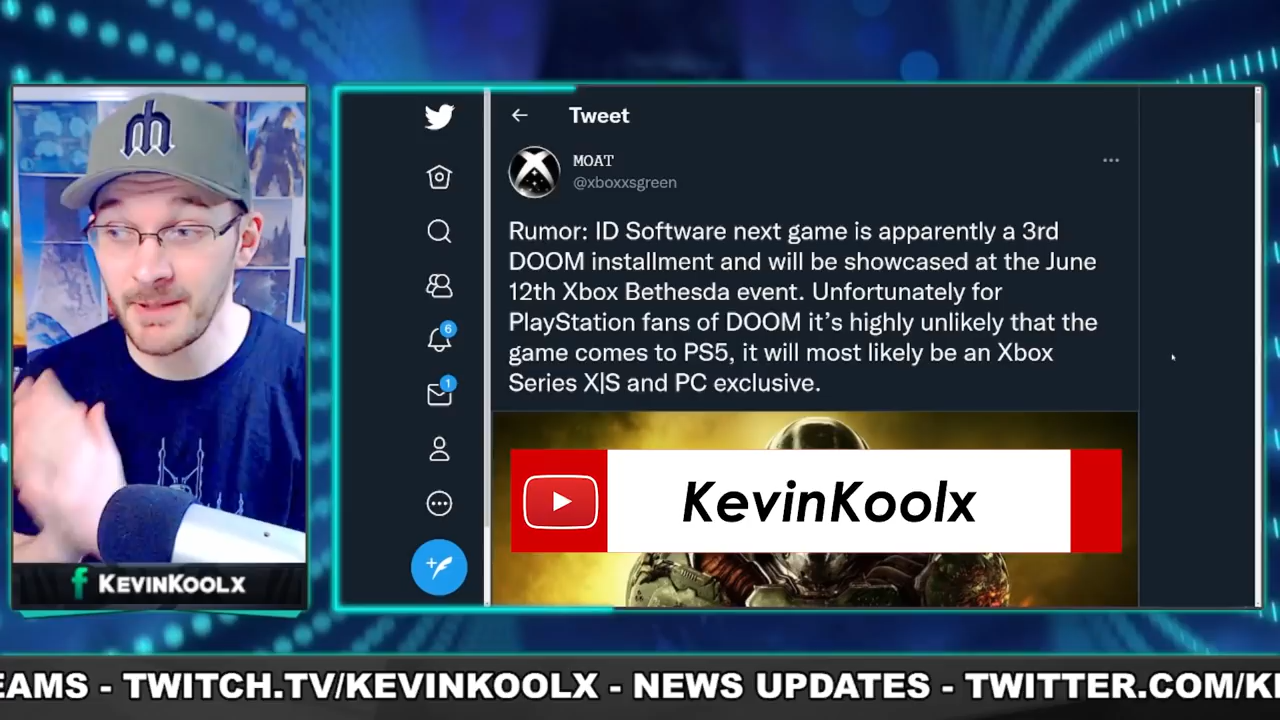 Tweet
MOAT
@xboxxsgreen
Rumor: ID Software next game is apparently a 3rd
DOOM installment and will be showcased at the June
12th Xbox Bethesda event. Unfortunately for
PlayStation fans of DOOM it’s highly unlikely that the
game comes to PS5, it will most likely be an Xbox
Series X|S and PC exclusive.
6
1
KevinKoolx
KevinKoolx
EAMS - TWITCH.TV/KEVINKOOLX - NEWS UPDATES - TWITTER.COM/KE